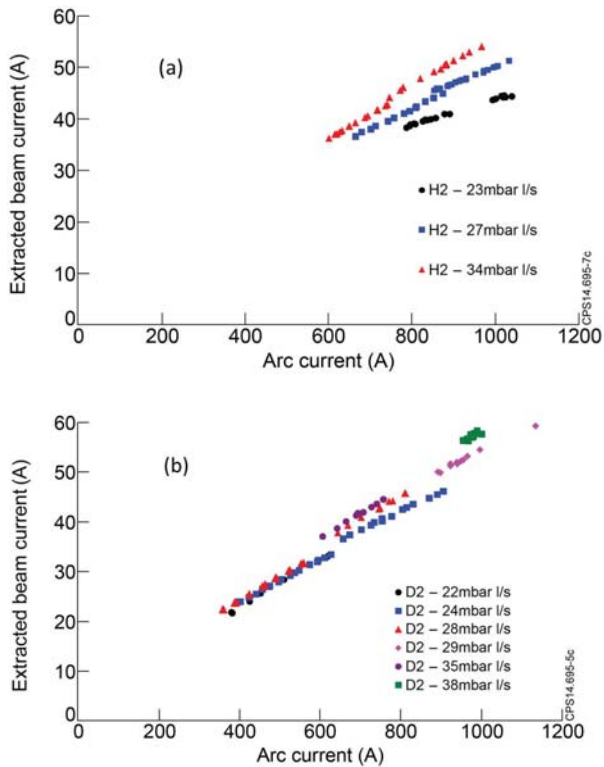 (a)
Extracted beam current (A)
60
50
40
30
20
10
0
0 200 400 600 800 1000 1200
Arc current (A)
H2 – 23mbar l/s
H2 – 27mbar l/s
H2 – 34mbar l/s
CPS14.695-7c
(b)
Extracted beam current (A)
60
50
40
30
20
10
0
0 200 400 600 800 1000 1200
Arc current (A)
D2 – 22mbar l/s
D2 – 24mbar l/s
D2 – 28mbar l/s
D2 – 29mbar l/s
D2 – 35mbar l/s
D2 – 38mbar l/s
CPS14.695-5c